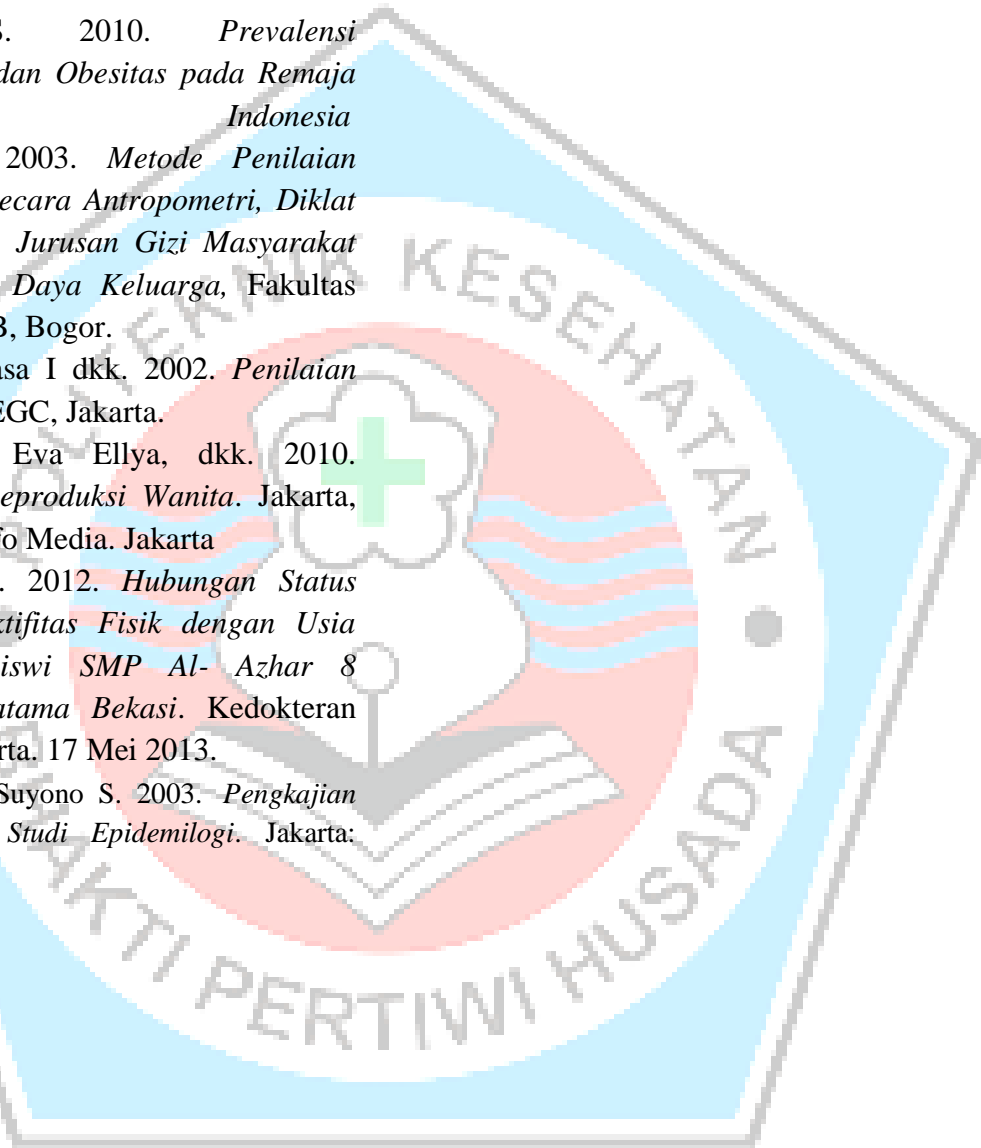 S. 2010. Prevalensi
dan Obesitas pada Remaja
Indonesia
2003. Metode Penilaian
ecara Antropometri, Diklat
Jurusan Gizi Masyarakat
Daya Keluarga, Fakultas
B, Bogor.
asa I dkk. 2002. Penilaian
EGC, Jakarta.
Eva Ellya, dkk. 2010.
eproduksi Wanita. Jakarta,
fo Media. Jakarta
. 2012. Hubungan Status
ktifitas Fisik dengan Usia
iswi SMP Al- Azhar 8
atama Bekasi. Kedokteran
rta. 17 Mei 2013.
Suyono S. 2003. Pengkajian
Studi Epidemilogi. Jakarta:
POLITEKNIK KESEHATAN
BHAKTI PERTIWI HUSADA